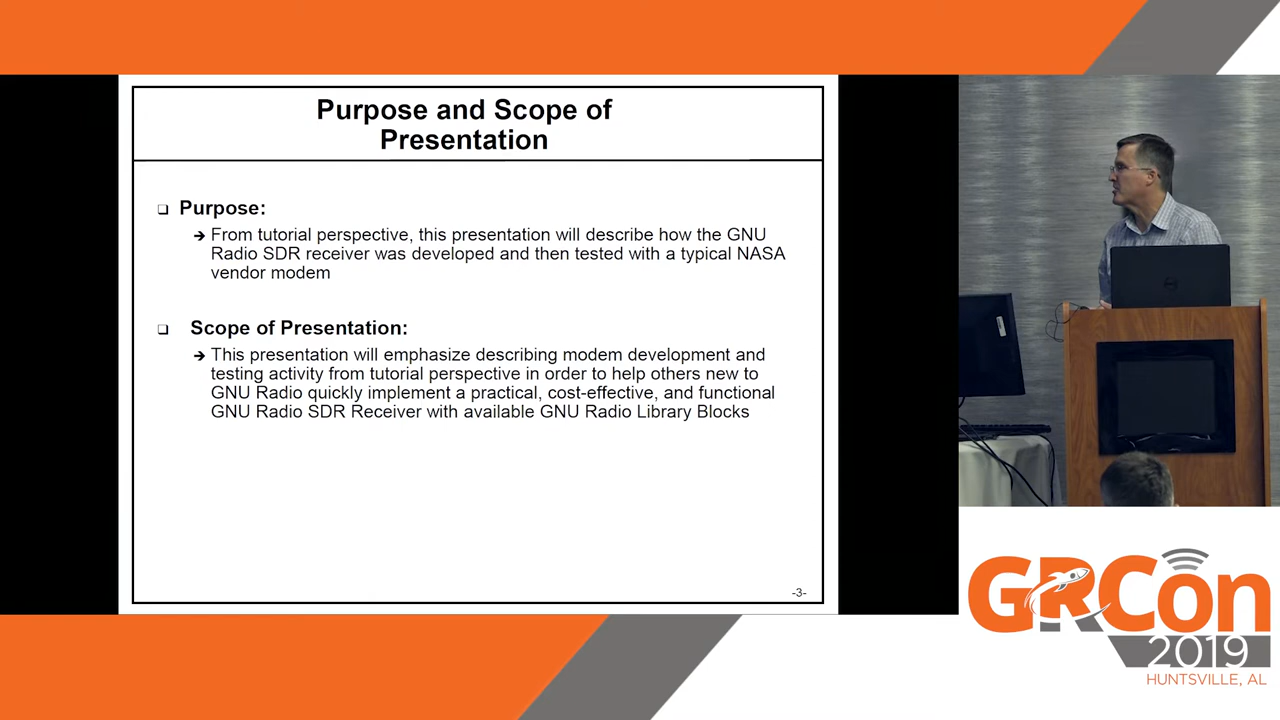 Purpose and Scope of
Presentation
❑ Purpose:
➔ From tutorial perspective, this presentation will describe how the GNU
Radio SDR receiver was developed and then tested with a typical NASA
vendor modem
❑ Scope of Presentation:
➔ This presentation will emphasize describing modem development and
testing activity from tutorial perspective in order to help others new to
GNU Radio quickly implement a practical, cost-effective, and functional
GNU Radio SDR Receiver with available GNU Radio Library Blocks
-3-
GRCon
2019
HUNTSVILLE, AL